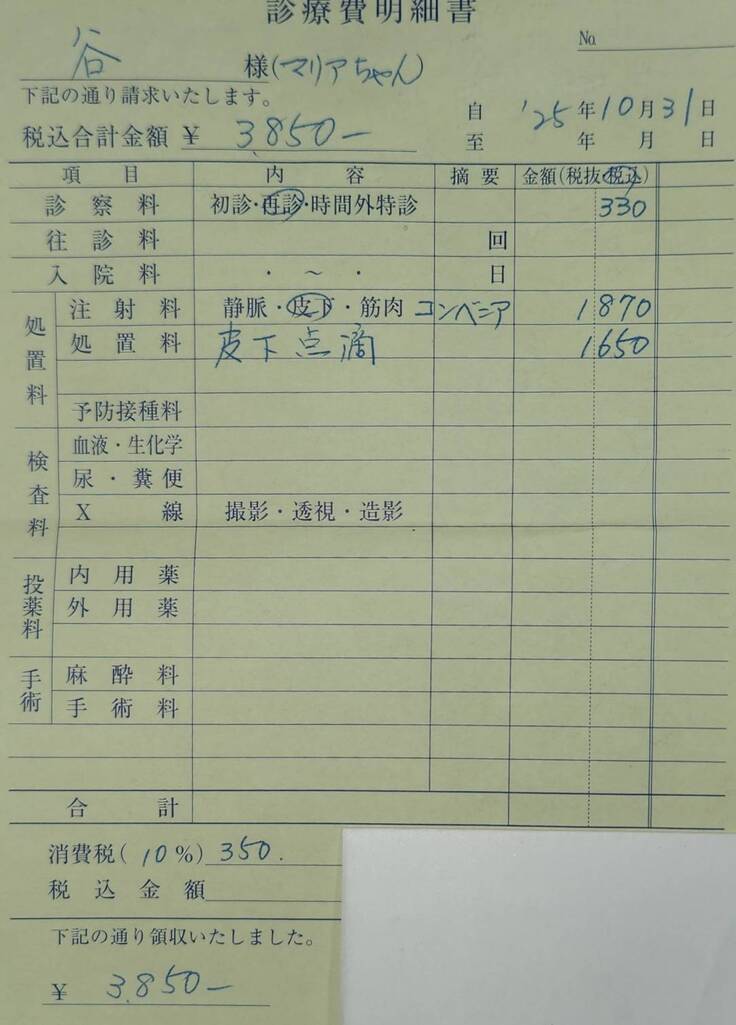 診療費明細書
No.
谷 様(マリアちゃん)
下記の通り請求いたします。
自 '25年10月31日
税込合計金額 ¥ 3,850-
至 年 月 日
項目 内容 摘要 金額(税抜・税込)
診察料 初診・再診・時間外特診 330
往診料 回
入院料 ・ ~ ・ 日
処置料
注射料 静脈・皮下・筋肉 コンベニア 1870
処置料 皮下点滴 1650
予防接種料
検査料
血液・生化学
尿・糞便
X線 撮影・透視・造影
投薬料
内用薬
外用薬
手術
麻酔料
手術料
合計
消費税(10%) 350.
税込金額
下記の通り領収いたしました。
¥ 3,850-